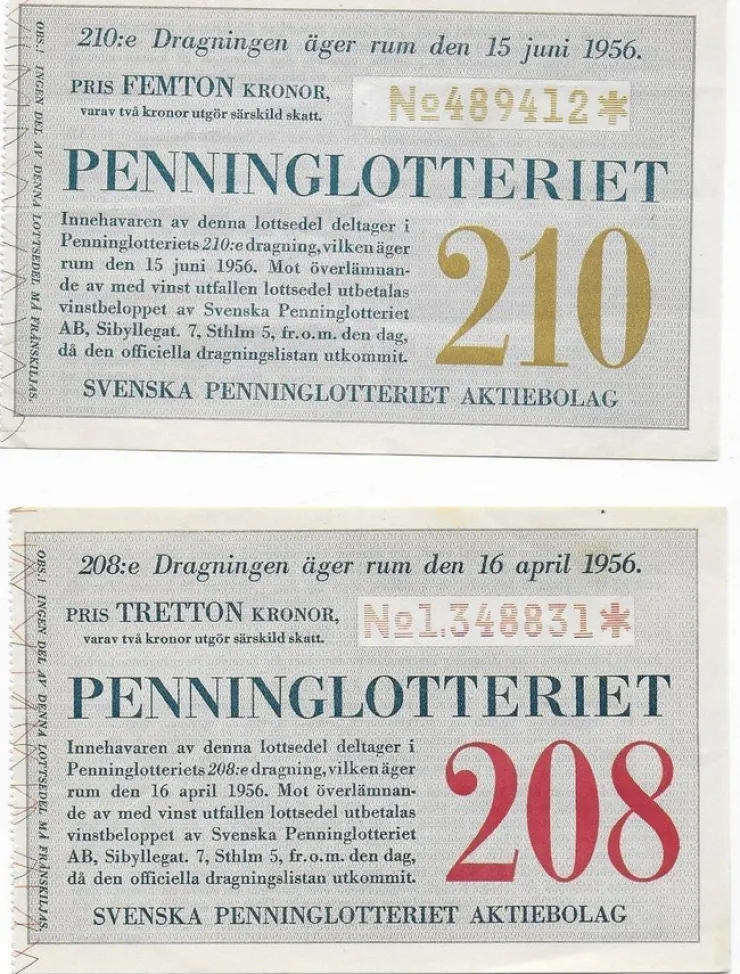 210:e Dragningen äger rum den 15 juni 1956.
PRIS FEMTON KRONOR,
varav två kronor utgör särskild skatt.
No489412*
PENNINGLOTTERIET
Innehavaren av denna lottsedel deltager i
Penninglotteriets 210:e dragning, vilken äger
rum den 15 juni 1956. Mot överlämnan-
de av med vinst utfallen lottsedel utbetalas
vinstbeloppet av Svenska Penninglotteriet
AB, Sibyllegat. 7, Sthlm 5, fr.o.m. den dag,
då den officiella dragningslistan utkommit.
210
SVENSKA PENNINGLOTTERIET AKTIEBOLAG
OBS.! INGEN DEL AV DENNA LOTTSEDEL MÅ FRÅNSKILJAS.
208:e Dragningen äger rum den 16 april 1956.
PRIS TRETTON KRONOR,
varav två kronor utgör särskild skatt.
No1.348831*
PENNINGLOTTERIET
Innehavaren av denna lottsedel deltager i
Penninglotteriets 208:e dragning, vilken äger
rum den 16 april 1956. Mot överlämnan-
de av med vinst utfallen lottsedel utbetalas
vinstbeloppet av Svenska Penninglotteriet
AB, Sibyllegat. 7, Sthlm 5, fr.o.m. den dag,
då den officiella dragningslistan utkommit.
208
SVENSKA PENNINGLOTTERIET AKTIEBOLAG
OBS.! INGEN DEL AV DENNA LOTTSEDEL MÅ FRÅNSKILJAS.